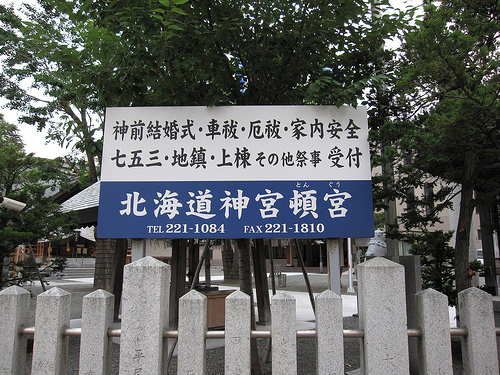 神前結婚式・車祓・厄祓・家内安全
七五三・地鎮・上棟その他祭事 受付
とん ぐう
北海道神宮頓宮
TEL 221-1084 FAX 221-1810